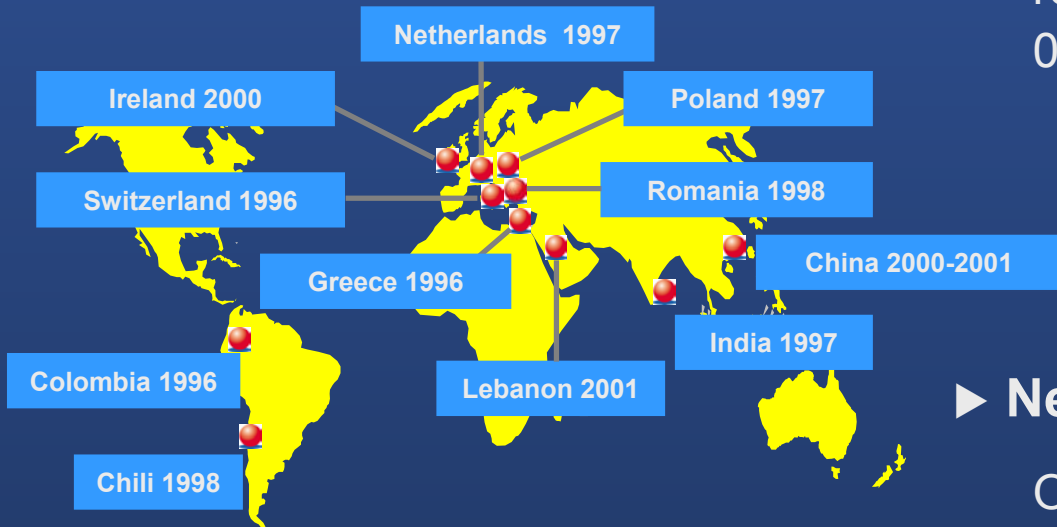 Netherlands 1997
Ireland 2000
Poland 1997
Switzerland 1996
Romania 1998
Greece 1996
China 2000-2001
India 1997
Colombia 1996
Lebanon 2001
Chili 1998